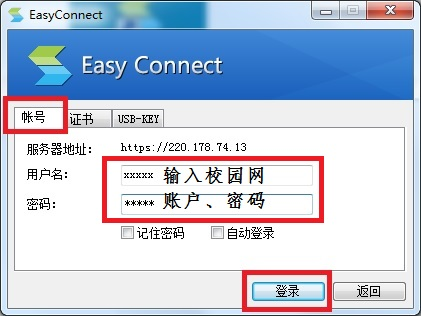 EasyConnect
Easy Connect
帐号 证书 USB-KEY
服务器地址: https://220.178.74.13
用户名: xxxxx 输入校园网
密码: ***** 账户、密码
记住密码 自动登录
登录 返回